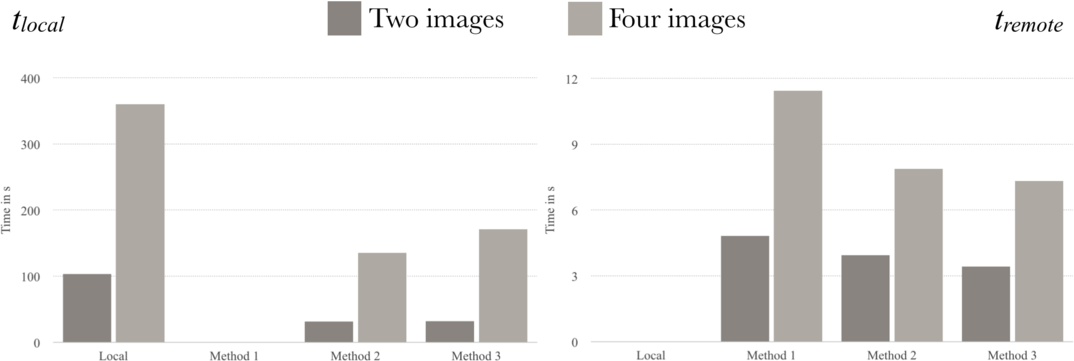 t_local
Two images
Four images
t_remote
400
300
200
100
0
Time in s
Local
Method 1
Method 2
Method 3
12
9
6
3
0
Time in s
Local
Method 1
Method 2
Method 3